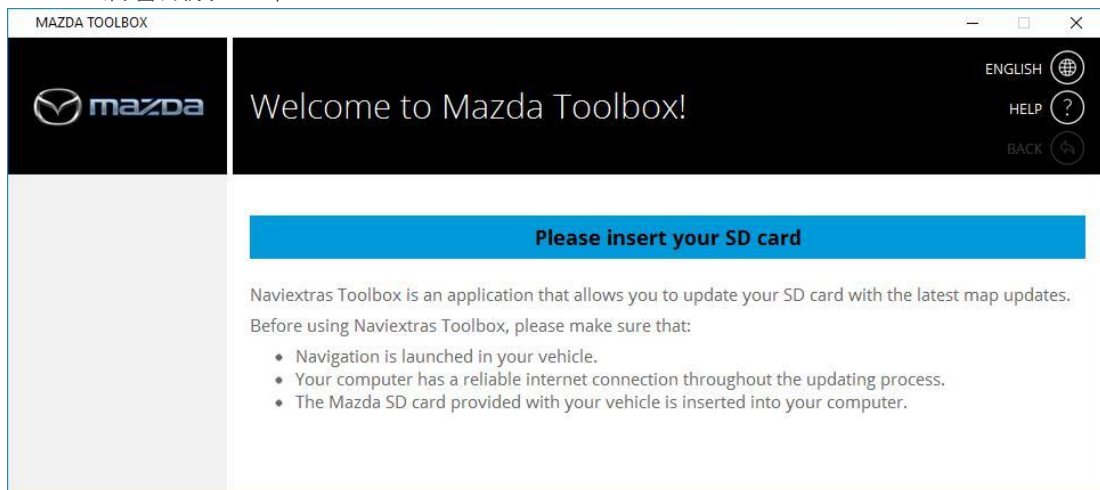 MAZDA TOOLBOX
mazda
Welcome to Mazda Toolbox!
ENGLISH
HELP
?
BACK
Please insert your SD card
Naviextras Toolbox is an application that allows you to update your SD card with the latest map updates.
Before using Naviextras Toolbox, please make sure that:
• Navigation is launched in your vehicle.
• Your computer has a reliable internet connection throughout the updating process.
• The Mazda SD card provided with your vehicle is inserted into your computer.